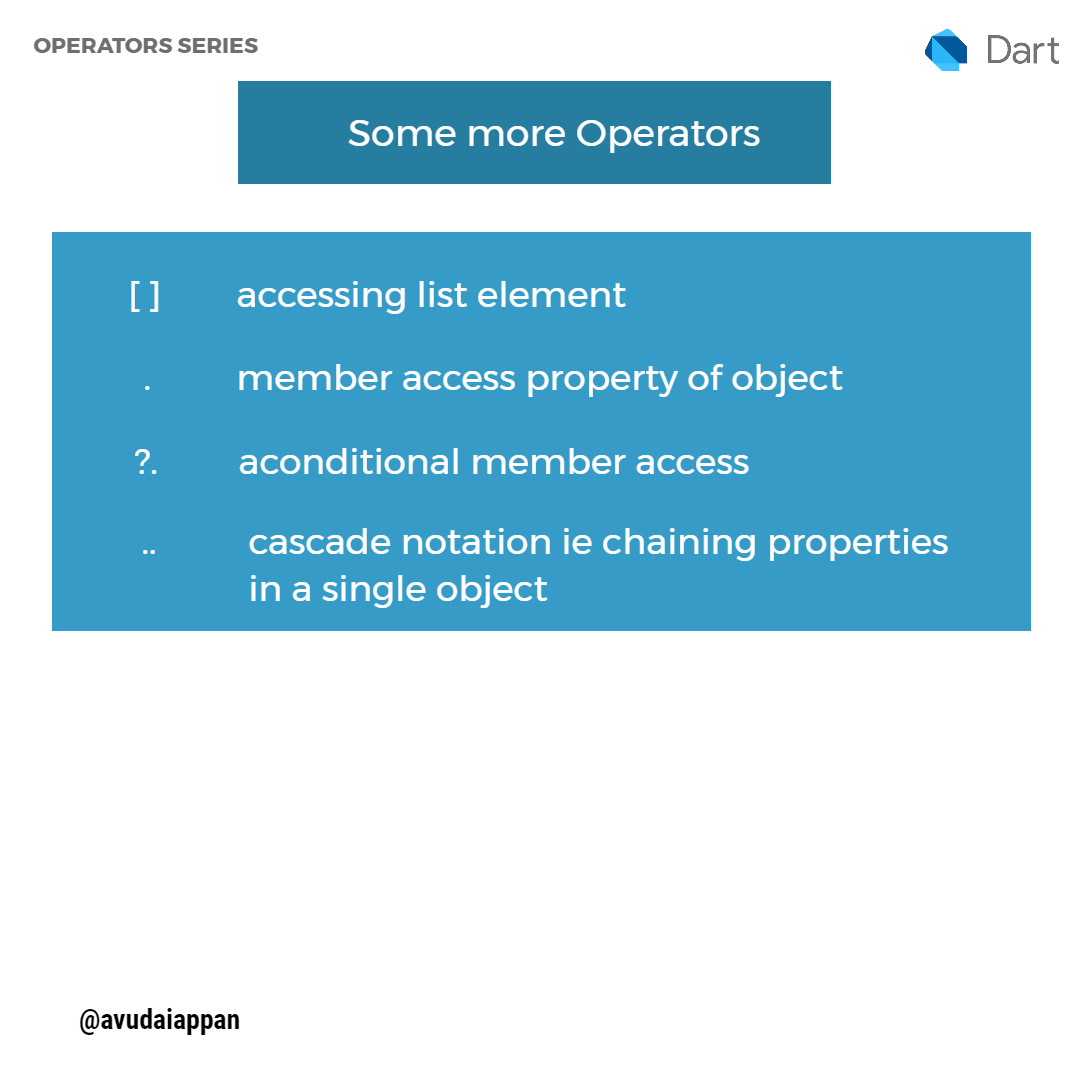 OPERATORS SERIES
Dart
Some more Operators
[ ] accessing list element
. member access property of object
?. aconditional member access
.. cascade notation ie chaining properties
in a single object
@avudaiappan